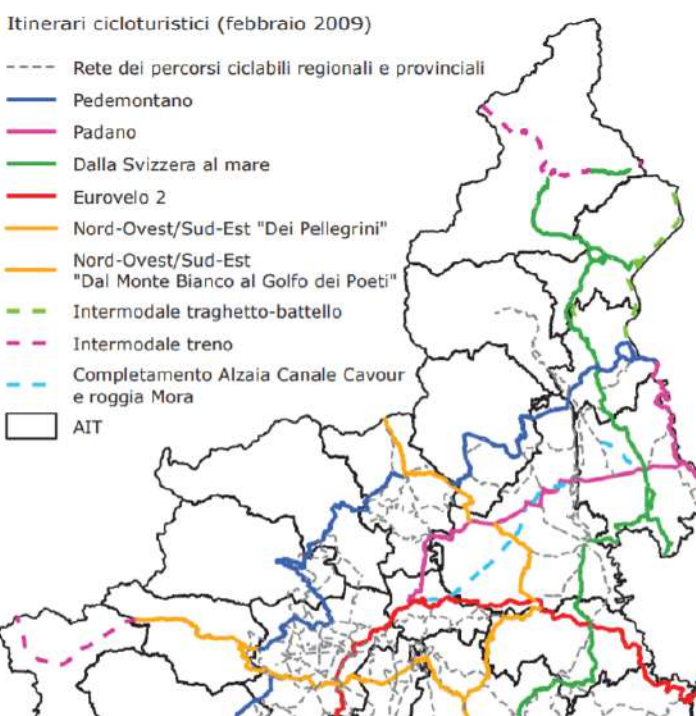 Itinerari cicloturistici (febbraio 2009)
Rete dei percorsi ciclabili regionali e provinciali
Pedemontano
Padano
Dalla Svizzera al mare
Eurovelo 2
Nord-Ovest/Sud-Est "Dei Pellegrini"
Nord-Ovest/Sud-Est
"Dal Monte Bianco al Golfo dei Poeti"
Intermodale traghetto-battello
Intermodale treno
Completamento Alzaia Canale Cavour
e roggia Mora
AIT